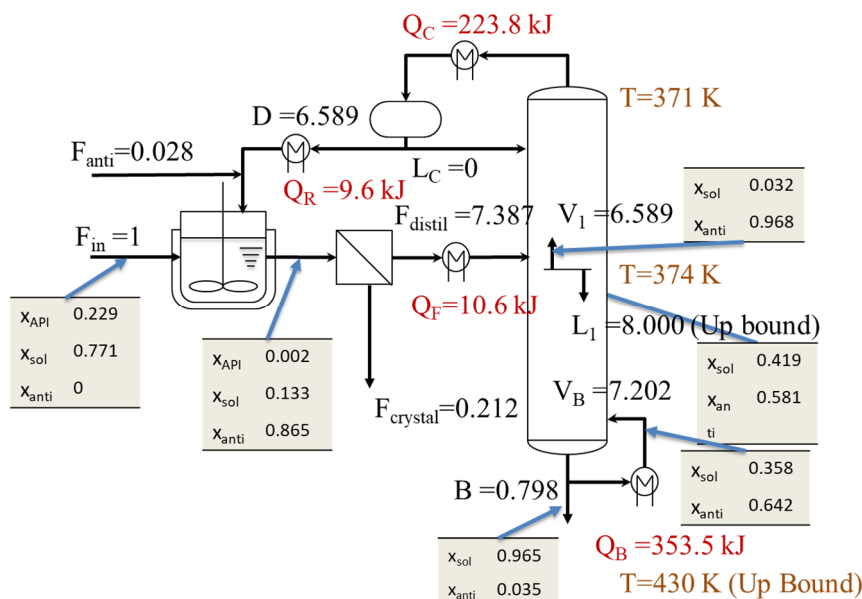 Q_C =223.8 kJ
T=371 K
D =6.589
F_anti=0.028
L_C =0
Q_R =9.6 kJ
x_sol 0.032
x_anti 0.968
F_distil =7.387
V_1 =6.589
F_in =1
T=374 K
Q_F=10.6 kJ
L_1 =8.000 (Up bound)
x_API 0.229
x_sol 0.771
x_anti 0
x_API 0.002
x_sol 0.133
x_anti 0.865
x_sol 0.419
x_an 0.581
ti
V_B =7.202
F_crystal=0.212
x_sol 0.358
x_anti 0.642
B =0.798
Q_B =353.5 kJ
x_sol 0.965
x_anti 0.035
T=430 K (Up Bound)